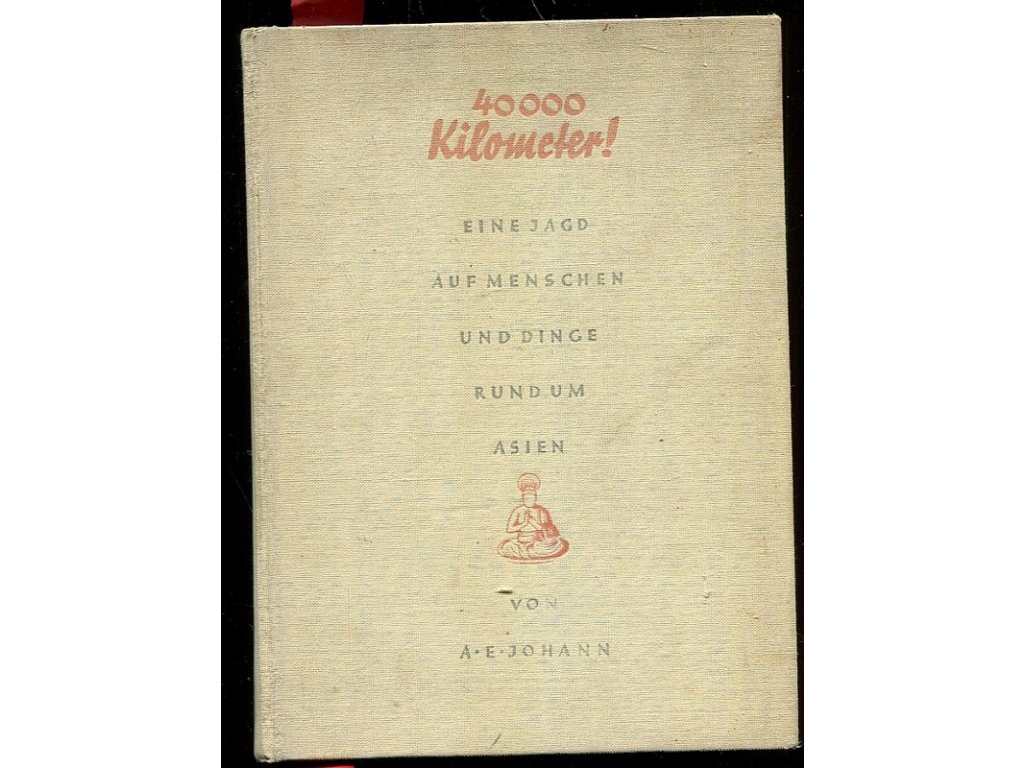 40000
Kilometer!
EINE JAGD
AUF MENSCHEN
UND DINGE
RUND UM
ASIEN
VON
A·E·JOHANN